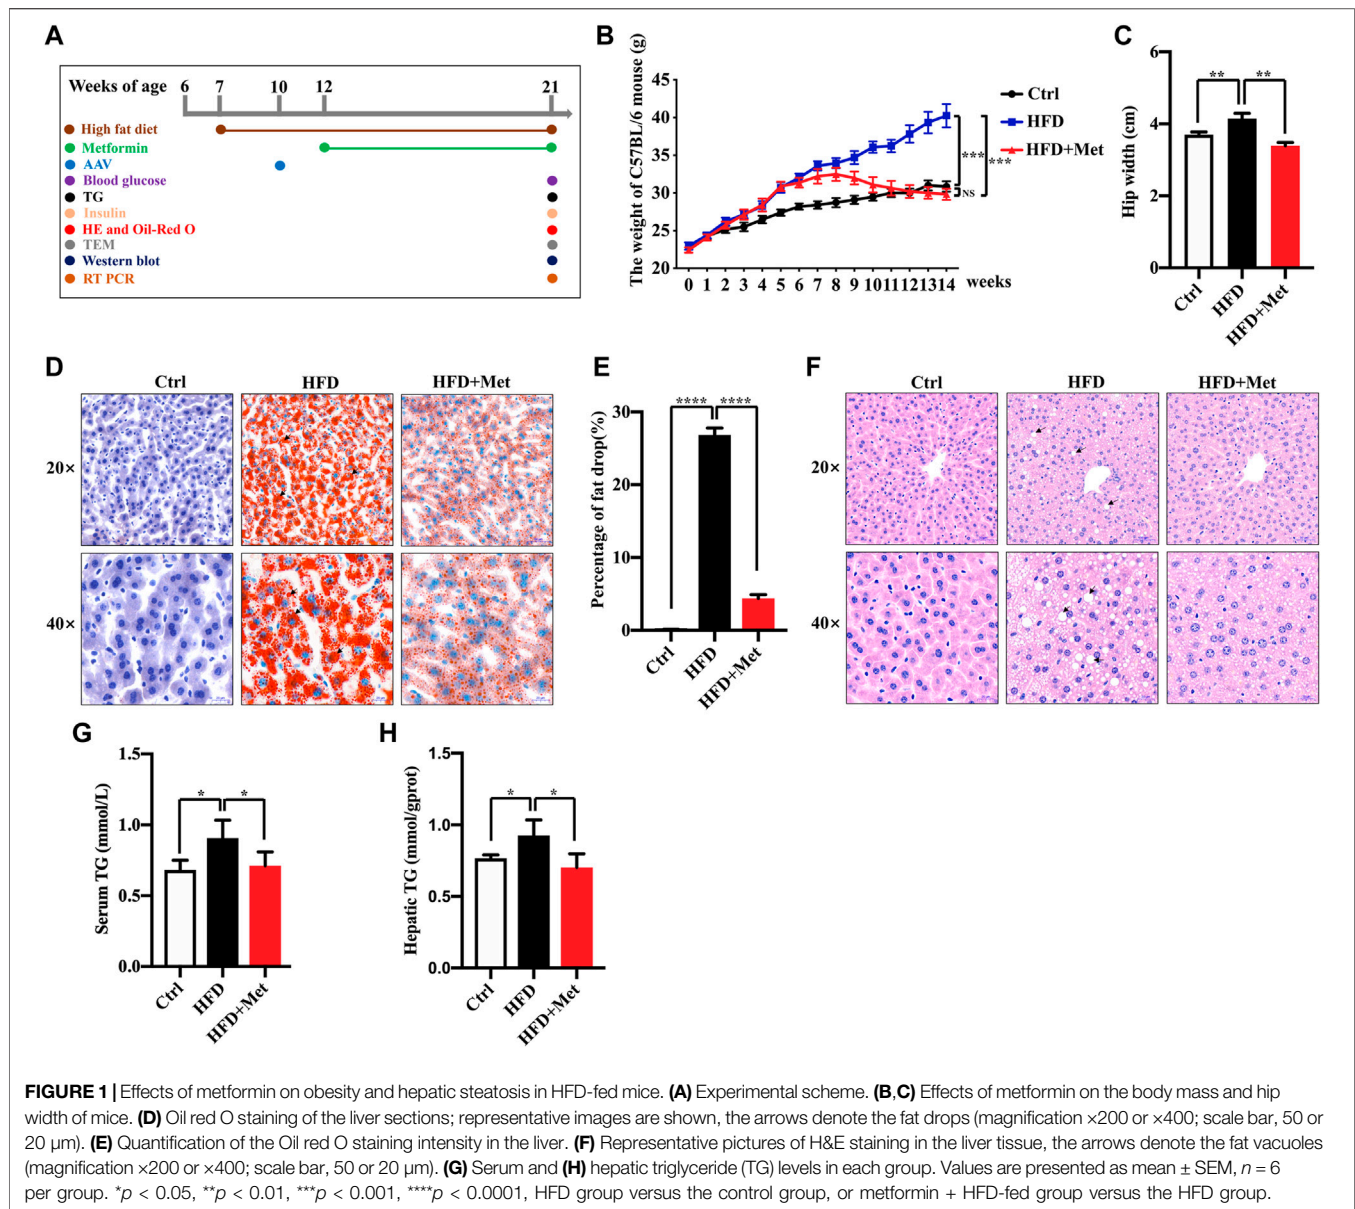 A
Weeks of age
6 7 10 12 21
High fat diet
Metformin
AAV
Blood glucose
TG
Insulin
HE and Oil-Red O
TEM
Western blot
RT PCR
B
The weight of C57BL/6 mouse (g)
45
40
35
30
25
20
0 1 2 3 4 5 6 7 8 9 10 11 12 13 14 weeks
Ctrl
HFD
HFD+Met
***
***
NS
C
Hip width (cm)
6
4
2
0
** **
Ctrl HFD HFD+Met
D
Ctrl HFD HFD+Met
20×
40×
E
Percentage of fat drop(%)
30
20
10
0
**** ****
Ctrl HFD HFD+Met
F
Ctrl HFD HFD+Met
20×
40×
G
Serum TG (mmol/L)
1.5
1.0
0.5
0.0
* *
Ctrl HFD HFD+Met
H
Hepatic TG (mmol/gprot)
1.5
1.0
0.5
0.0
* *
Ctrl HFD HFD+Met
FIGURE 1 | Effects of metformin on obesity and hepatic steatosis in HFD-fed mice. (A) Experimental scheme. (B,C) Effects of metformin on the body mass and hip
width of mice. (D) Oil red O staining of the liver sections; representative images are shown, the arrows denote the fat drops (magnification ×200 or ×400; scale bar, 50 or
20 µm). (E) Quantification of the Oil red O staining intensity in the liver. (F) Representative pictures of H&E staining in the liver tissue, the arrows denote the fat vacuoles
(magnification ×200 or ×400; scale bar, 50 or 20 µm). (G) Serum and (H) hepatic triglyceride (TG) levels in each group. Values are presented as mean ± SEM, n = 6
per group. *p < 0.05, **p < 0.01, ***p < 0.001, ****p < 0.0001, HFD group versus the control group, or metformin + HFD-fed group versus the HFD group.